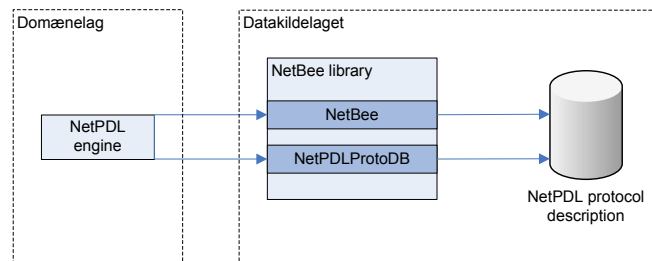 Domænelag
Datakildelaget
NetBee library
NetBee
NetPDL
engine
NetPDLProtoDB
NetPDL protocol
description